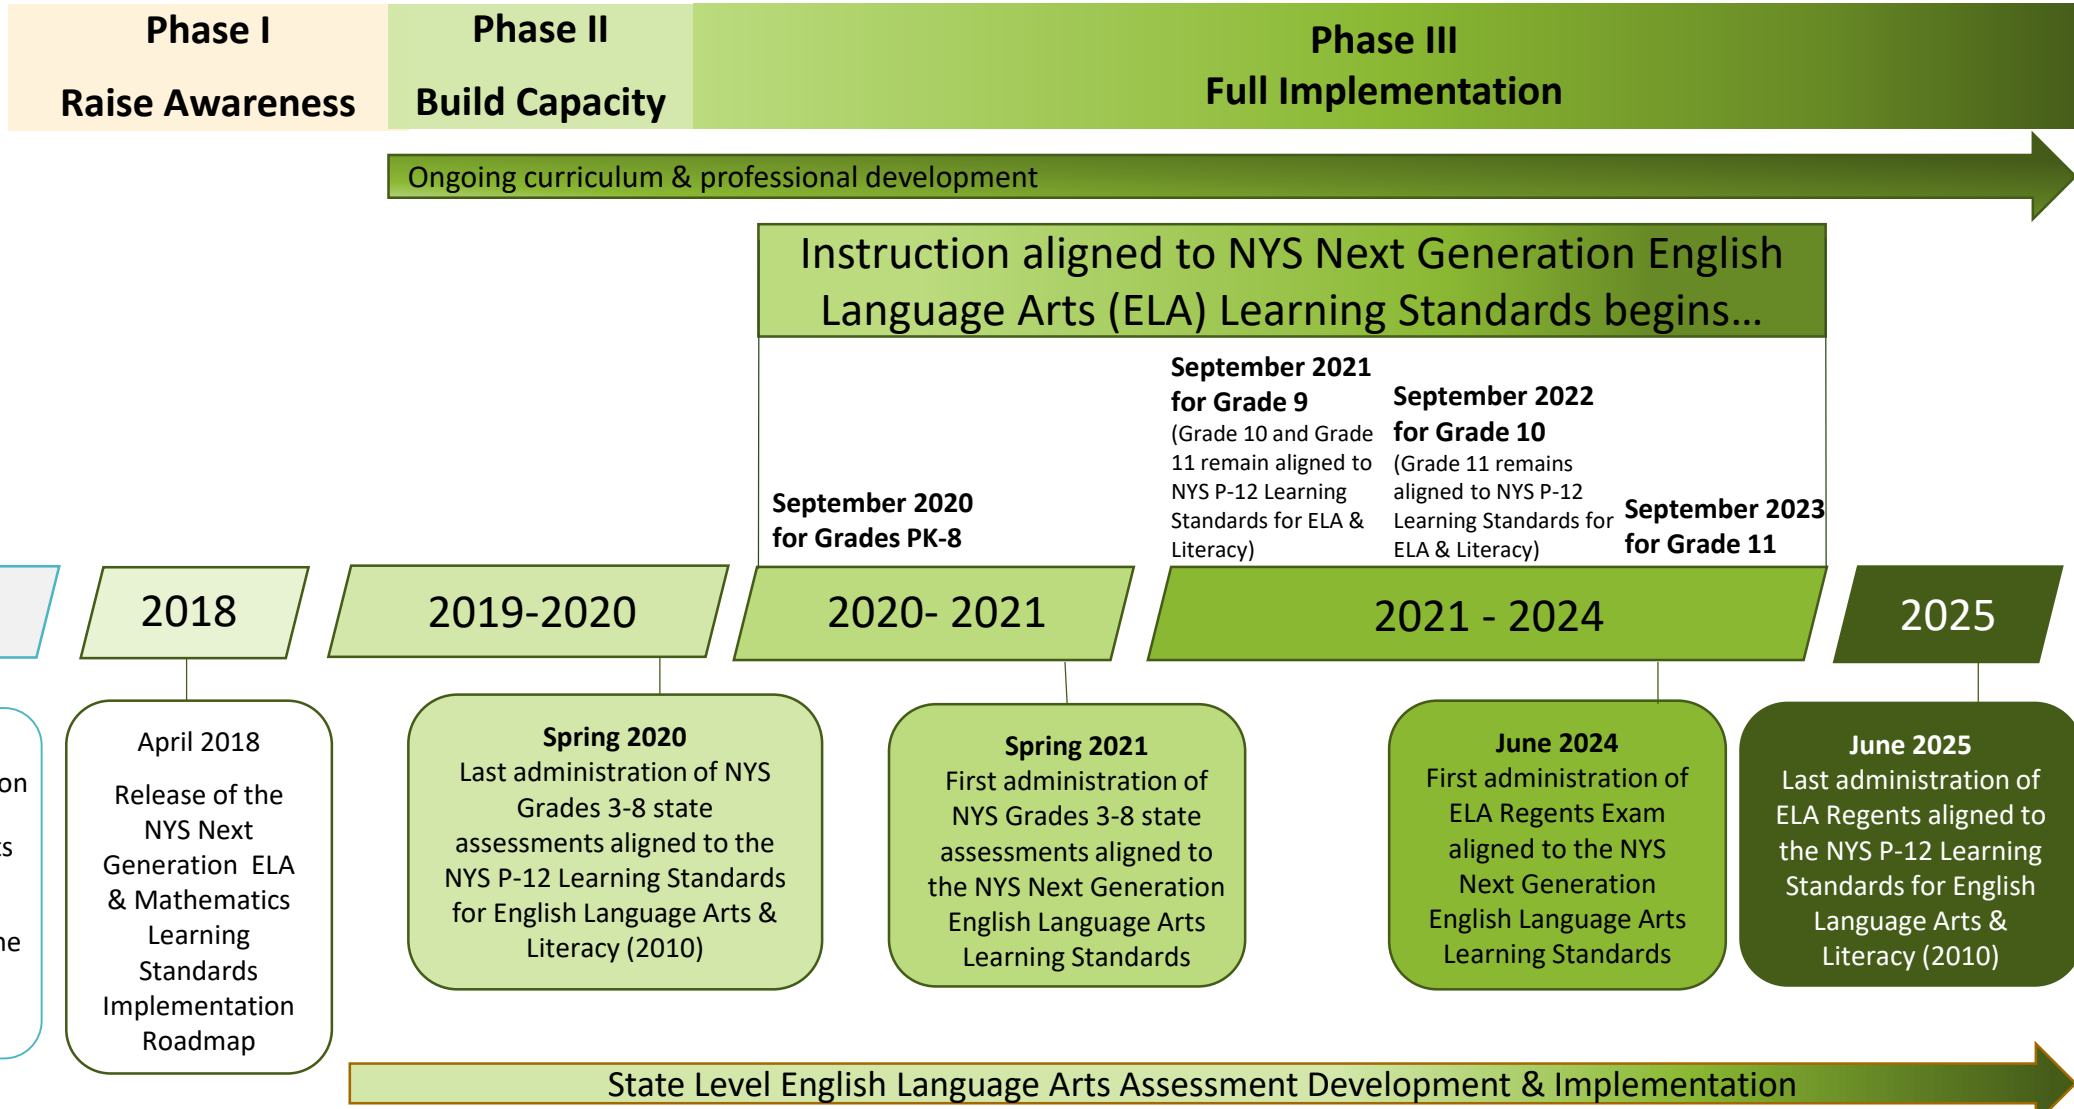 Phase I
Raise Awareness
Phase II
Build Capacity
Phase III
Full Implementation
Ongoing curriculum & professional development
Instruction aligned to NYS Next Generation English
Language Arts (ELA) Learning Standards begins...
September 2020
for Grades PK-8
September 2021
for Grade 9
(Grade 10 and Grade
11 remain aligned to
NYS P-12 Learning
Standards for ELA &
Literacy)
September 2022
for Grade 10
(Grade 11 remains
aligned to NYS P-12
Learning Standards for
ELA & Literacy)
September 2023
for Grade 11
2018
2019-2020
2020- 2021
2021 - 2024
2025
April 2018
Release of the
NYS Next
Generation ELA
& Mathematics
Learning
Standards
Implementation
Roadmap
Spring 2020
Last administration of NYS
Grades 3-8 state
assessments aligned to the
NYS P-12 Learning Standards
for English Language Arts &
Literacy (2010)
Spring 2021
First administration of
NYS Grades 3-8 state
assessments aligned to
the NYS Next Generation
English Language Arts
Learning Standards
June 2024
First administration of
ELA Regents Exam
aligned to the NYS
Next Generation
English Language Arts
Learning Standards
June 2025
Last administration of
ELA Regents aligned to
the NYS P-12 Learning
Standards for English
Language Arts &
Literacy (2010)
State Level English Language Arts Assessment Development & Implementation